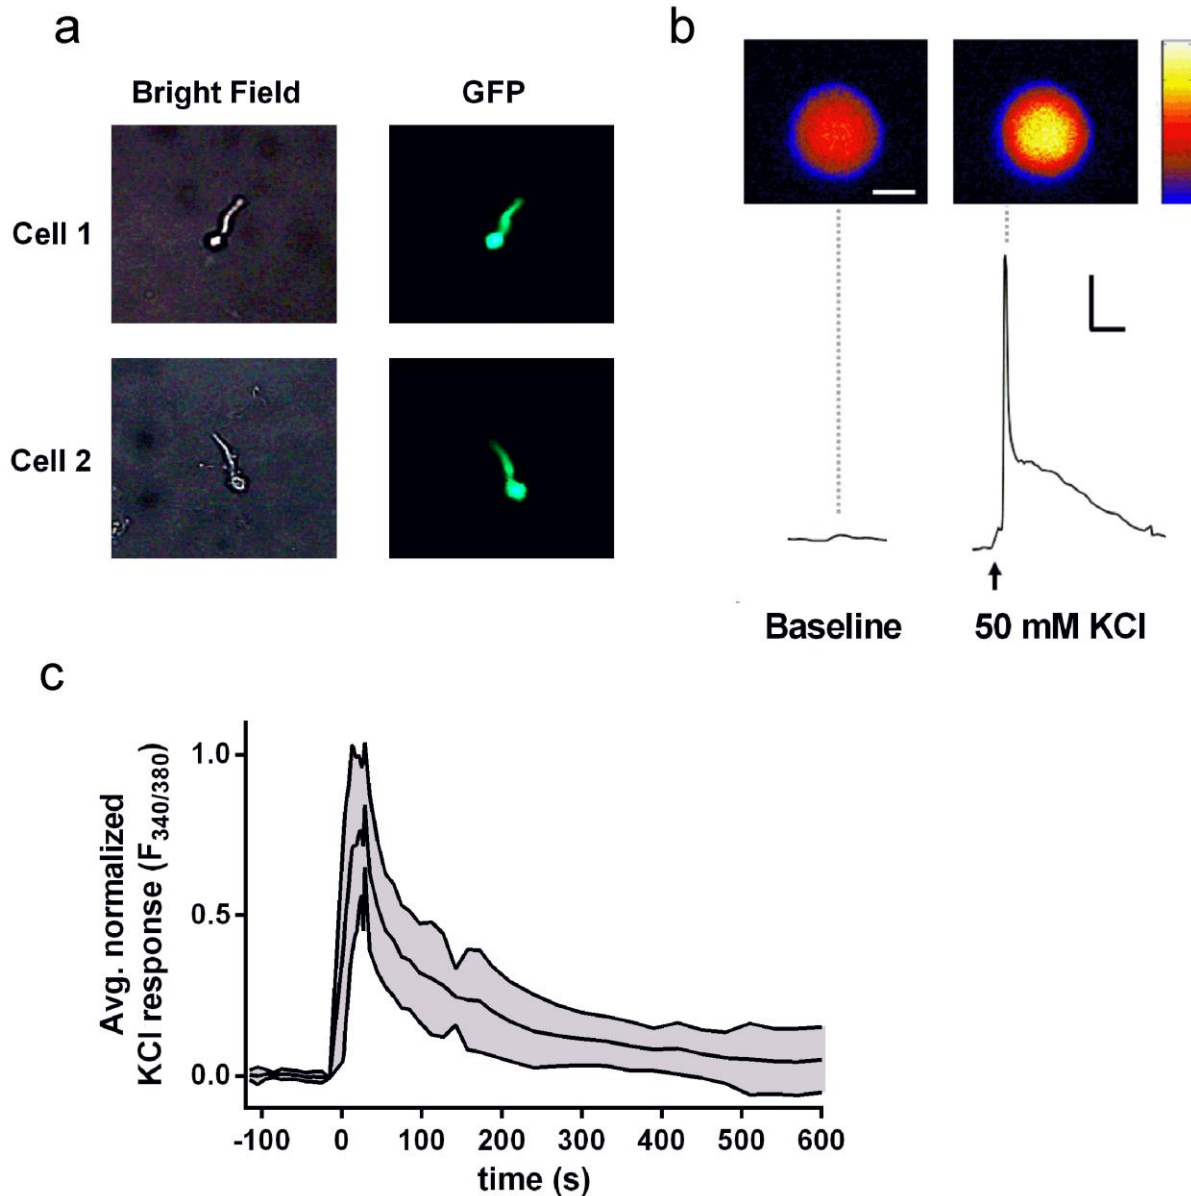 a
Bright Field
GFP
Cell 1
Cell 2
b
Baseline
50 mM KCl
c
Avg. normalized
KCl response (F340/380)
1.0
0.5
0.0
-100
0
100
200
300
400
500
600
time (s)